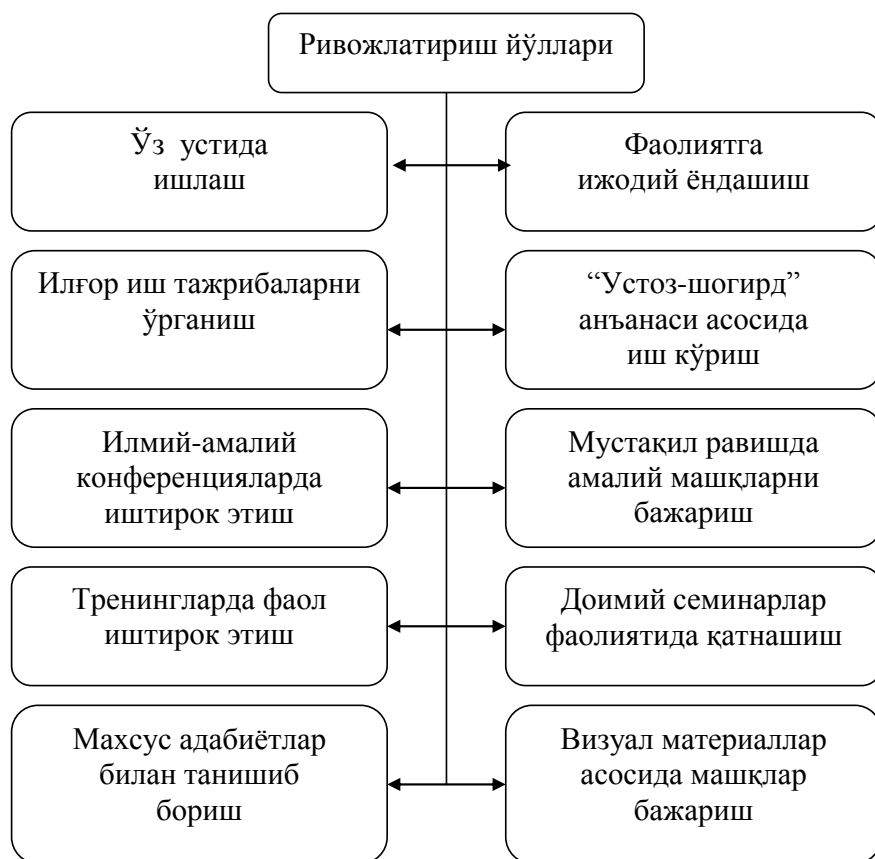 Ривожлатириш йўллари
Ўз устида
ишлаш
Фаолиятга
ижодий ёндашиш
Илғор иш тажрибаларни
ўрганиш
“Устоз-шогирд”
анъанаси асосида
иш кўриш
Илмий-амалий
конференцияларда
иштирок этиш
Мустақил равишда
амалий машқларни
бажариш
Тренингларда фаол
иштирок этиш
Доимий семинарлар
фаолиятида қатнашиш
Махсус адабиётлар
билан танишиб
бориш
Визуал материаллар
асосида машқлар
бажариш